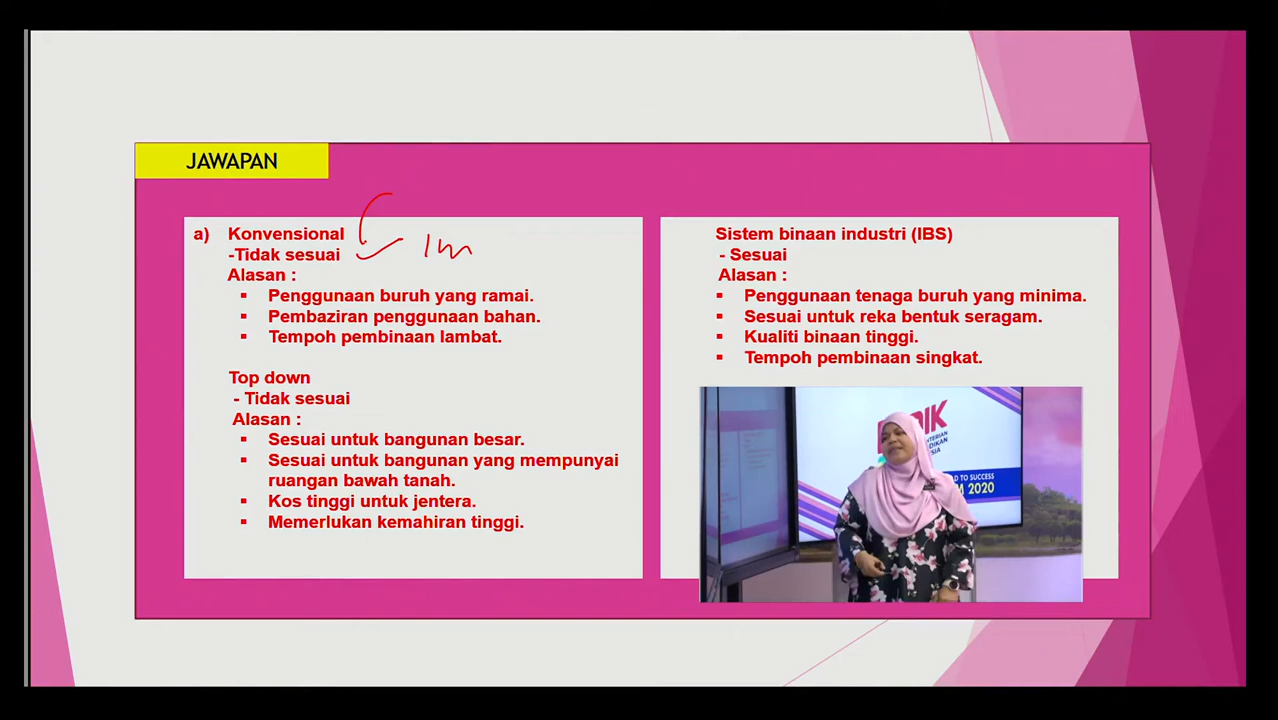 JAWAPAN
a) Konvensional
-Tidak sesuai
1m
Alasan :
▪ Penggunaan buruh yang ramai.
▪ Pembaziran penggunaan bahan.
▪ Tempoh pembinaan lambat.
Top down
- Tidak sesuai
Alasan :
▪ Sesuai untuk bangunan besar.
▪ Sesuai untuk bangunan yang mempunyai
ruangan bawah tanah.
▪ Kos tinggi untuk jentera.
▪ Memerlukan kemahiran tinggi.
Sistem binaan industri (IBS)
- Sesuai
Alasan :
▪ Penggunaan tenaga buruh yang minima.
▪ Sesuai untuk reka bentuk seragam.
▪ Kualiti binaan tinggi.
▪ Tempoh pembinaan singkat.
2020